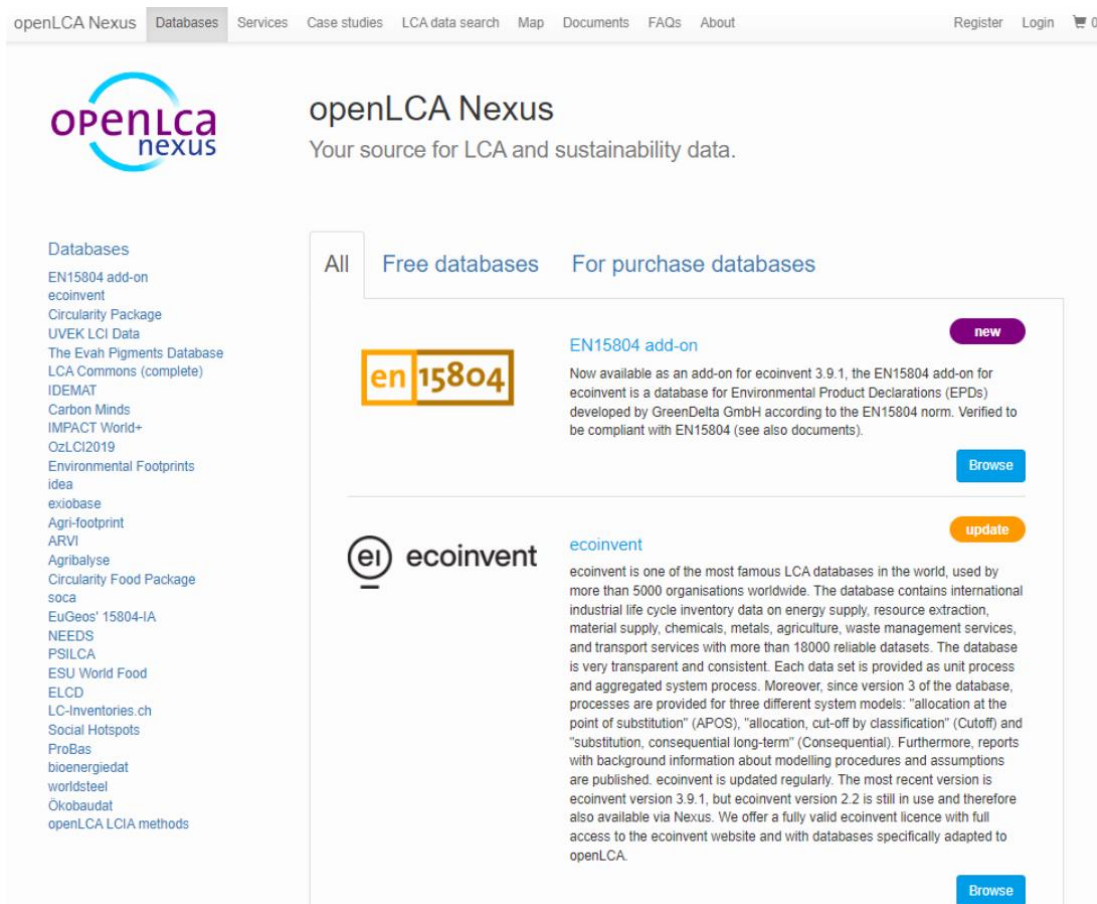 openLCA Nexus Databases Services Case studies LCA data search Map Documents FAQs About Register Login 0
openLCA
nexus
openLCA Nexus
Your source for LCA and sustainability data.
Databases
EN15804 add-on
ecoinvent
Circularity Package
UVEK LCI Data
The Evah Pigments Database
LCA Commons (complete)
IDEMAT
Carbon Minds
IMPACT World+
OzLCI2019
Environmental Footprints
idea
exiobase
Agri-footprint
ARVI
Agribalyse
Circularity Food Package
soca
EuGeos' 15804-IA
NEEDS
PSILCA
ESU World Food
ELCD
LC-Inventories.ch
Social Hotspots
ProBas
bioenergiedat
worldsteel
Ökobaudat
openLCA LCIA methods
All Free databases For purchase databases
new
en 15804
EN15804 add-on
Now available as an add-on for ecoinvent 3.9.1, the EN15804 add-on for
ecoinvent is a database for Environmental Product Declarations (EPDs)
developed by GreenDelta GmbH according to the EN15804 norm. Verified to
be compliant with EN15804 (see also documents).
Browse
update
ei ecoinvent
ecoinvent
ecoinvent is one of the most famous LCA databases in the world, used by
more than 5000 organisations worldwide. The database contains international
industrial life cycle inventory data on energy supply, resource extraction,
material supply, chemicals, metals, agriculture, waste management services,
and transport services with more than 18000 reliable datasets. The database
is very transparent and consistent. Each data set is provided as unit process
and aggregated system process. Moreover, since version 3 of the database,
processes are provided for three different system models: "allocation at the
point of substitution" (APOS), "allocation, cut-off by classification" (Cutoff) and
"substitution, consequential long-term" (Consequential). Furthermore, reports
with background information about modelling procedures and assumptions
are published. ecoinvent is updated regularly. The most recent version is
ecoinvent version 3.9.1, but ecoinvent version 2.2 is still in use and therefore
also available via Nexus. We offer a fully valid ecoinvent licence with full
access to the ecoinvent website and with databases specifically adapted to
openLCA.
Browse